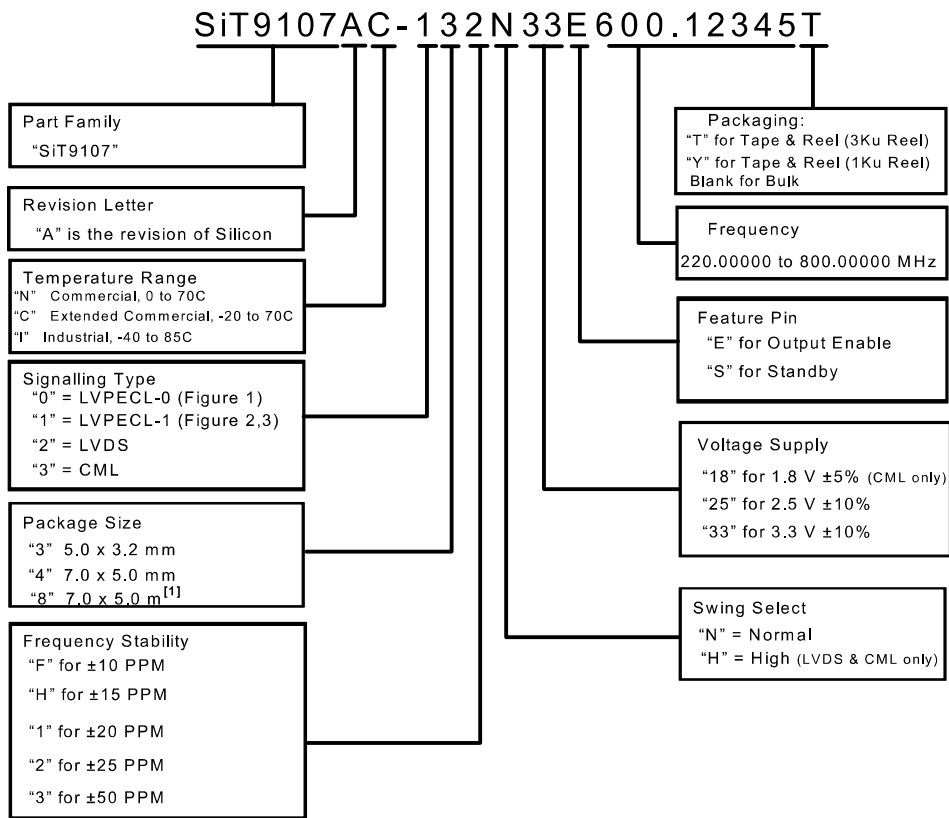 SiT9107AC-132N33E600.12345T
Part Family
“SiT9107”
Revision Letter
“A” is the revision of Silicon
Temperature Range
“N” Commercial, 0 to 70C
“C” Extended Commercial, -20 to 70C
“I” Industrial, -40 to 85C
Signalling Type
“0” = LVPECL-0 (Figure 1)
“1” = LVPECL-1 (Figure 2,3)
“2” = LVDS
“3” = CML
Package Size
“3” 5.0 x 3.2 mm
“4” 7.0 x 5.0 mm
“8” 7.0 x 5.0 m[1]
Frequency Stability
“F” for ±10 PPM
“H” for ±15 PPM
“1” for ±20 PPM
“2” for ±25 PPM
“3” for ±50 PPM
Packaging:
“T” for Tape & Reel (3Ku Reel)
“Y” for Tape & Reel (1Ku Reel)
Blank for Bulk
Frequency
220.00000 to 800.00000 MHz
Feature Pin
“E” for Output Enable
“S” for Standby
Voltage Supply
“18” for 1.8 V ±5% (CML only)
“25” for 2.5 V ±10%
“33” for 3.3 V ±10%
Swing Select
“N” = Normal
“H” = High (LVDS & CML only)